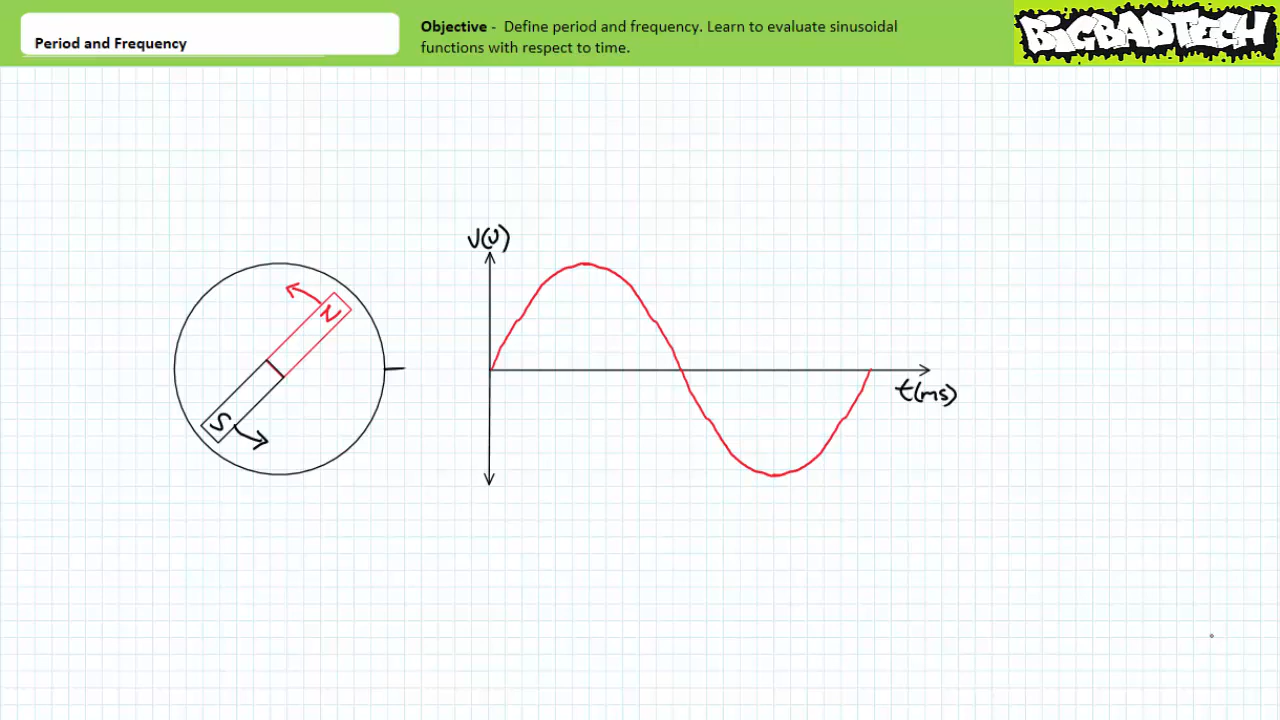 Period and Frequency
Objective - Define period and frequency. Learn to evaluate sinusoidal
functions with respect to time.
BIGBADTECH
V(V)
N
S
t(ms)